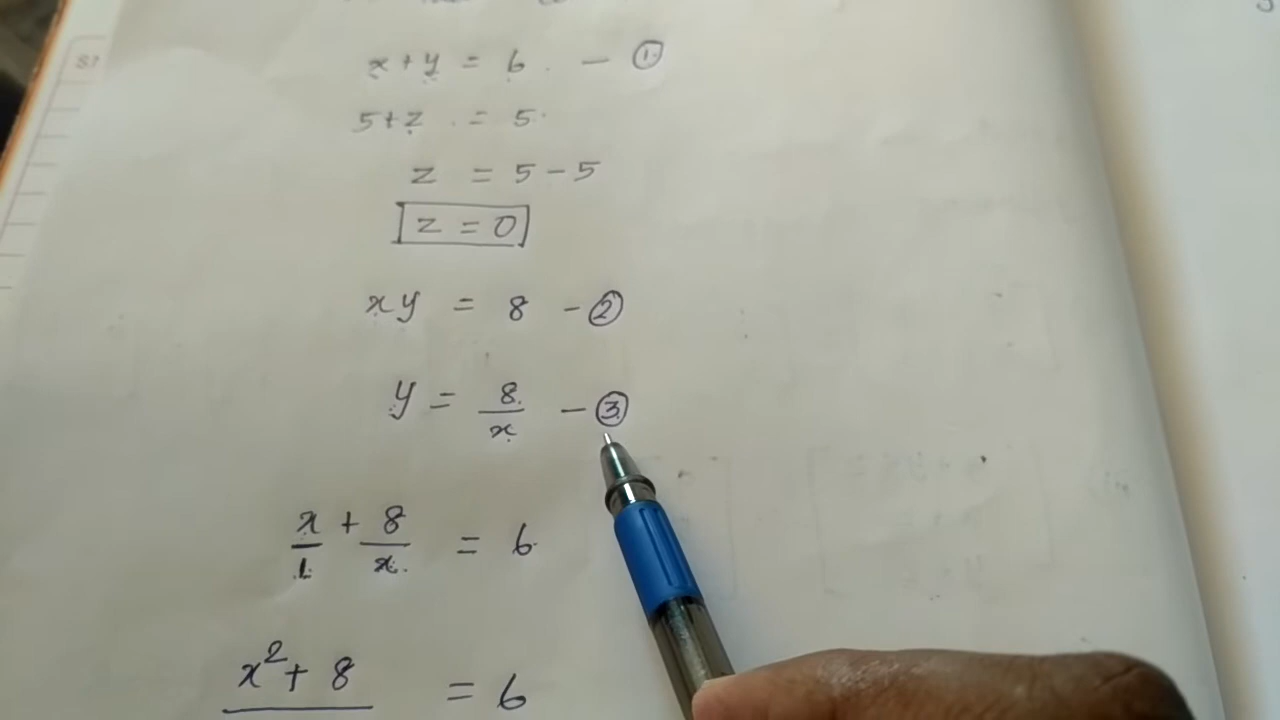 x + y = 6 - ①
5 + z = 5
z = 5 - 5
z = 0
xy = 8 - ②
y = 8/x - ③
x/1 + 8/x = 6
x² + 8 = 6